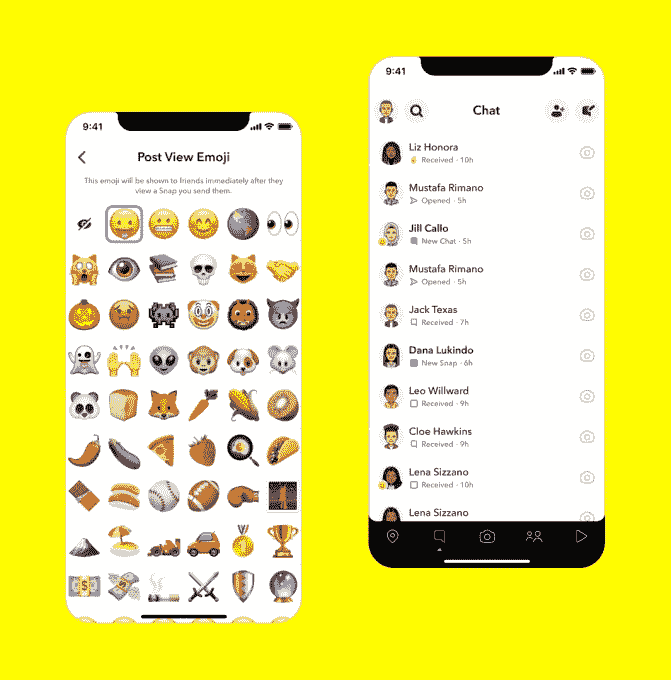 9:41
Post View Emoji
This emoji will be shown to friends immediately after they
view a Snap you send them.
9:41
Chat
Liz Honora
Received · 10h
Mustafa Rimano
Opened · 5h
Jill Callo
New Chat · 5h
Mustafa Rimano
Opened · 5h
Jack Texas
Received · 7h
Dana Lukindo
New Snap · 6h
Leo Willward
Received · 9h
Cloe Hawkins
Received · 9h
Lena Sizzano
Received · 10h
Lena Sizzano